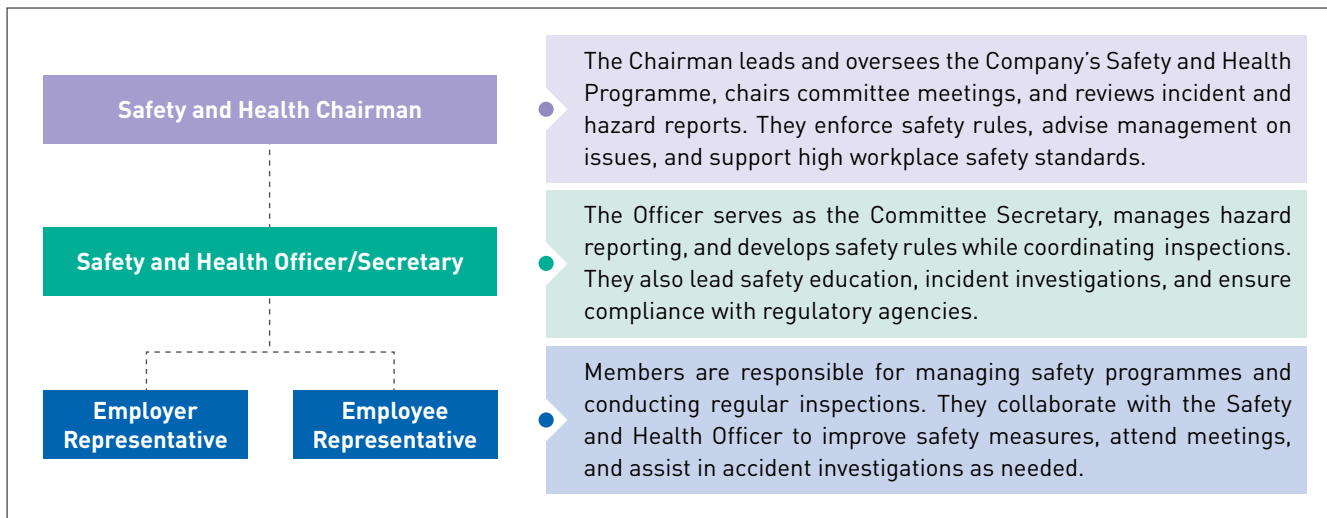 Safety and Health Chairman
The Chairman leads and oversees the Company's Safety and Health
Programme, chairs committee meetings, and reviews incident and
hazard reports. They enforce safety rules, advise management on
issues, and support high workplace safety standards.
Safety and Health Officer/Secretary
The Officer serves as the Committee Secretary, manages hazard
reporting, and develops safety rules while coordinating inspections.
They also lead safety education, incident investigations, and ensure
compliance with regulatory agencies.
Employer
Representative
Employee
Representative
Members are responsible for managing safety programmes and
conducting regular inspections. They collaborate with the Safety
and Health Officer to improve safety measures, attend meetings,
and assist in accident investigations as needed.